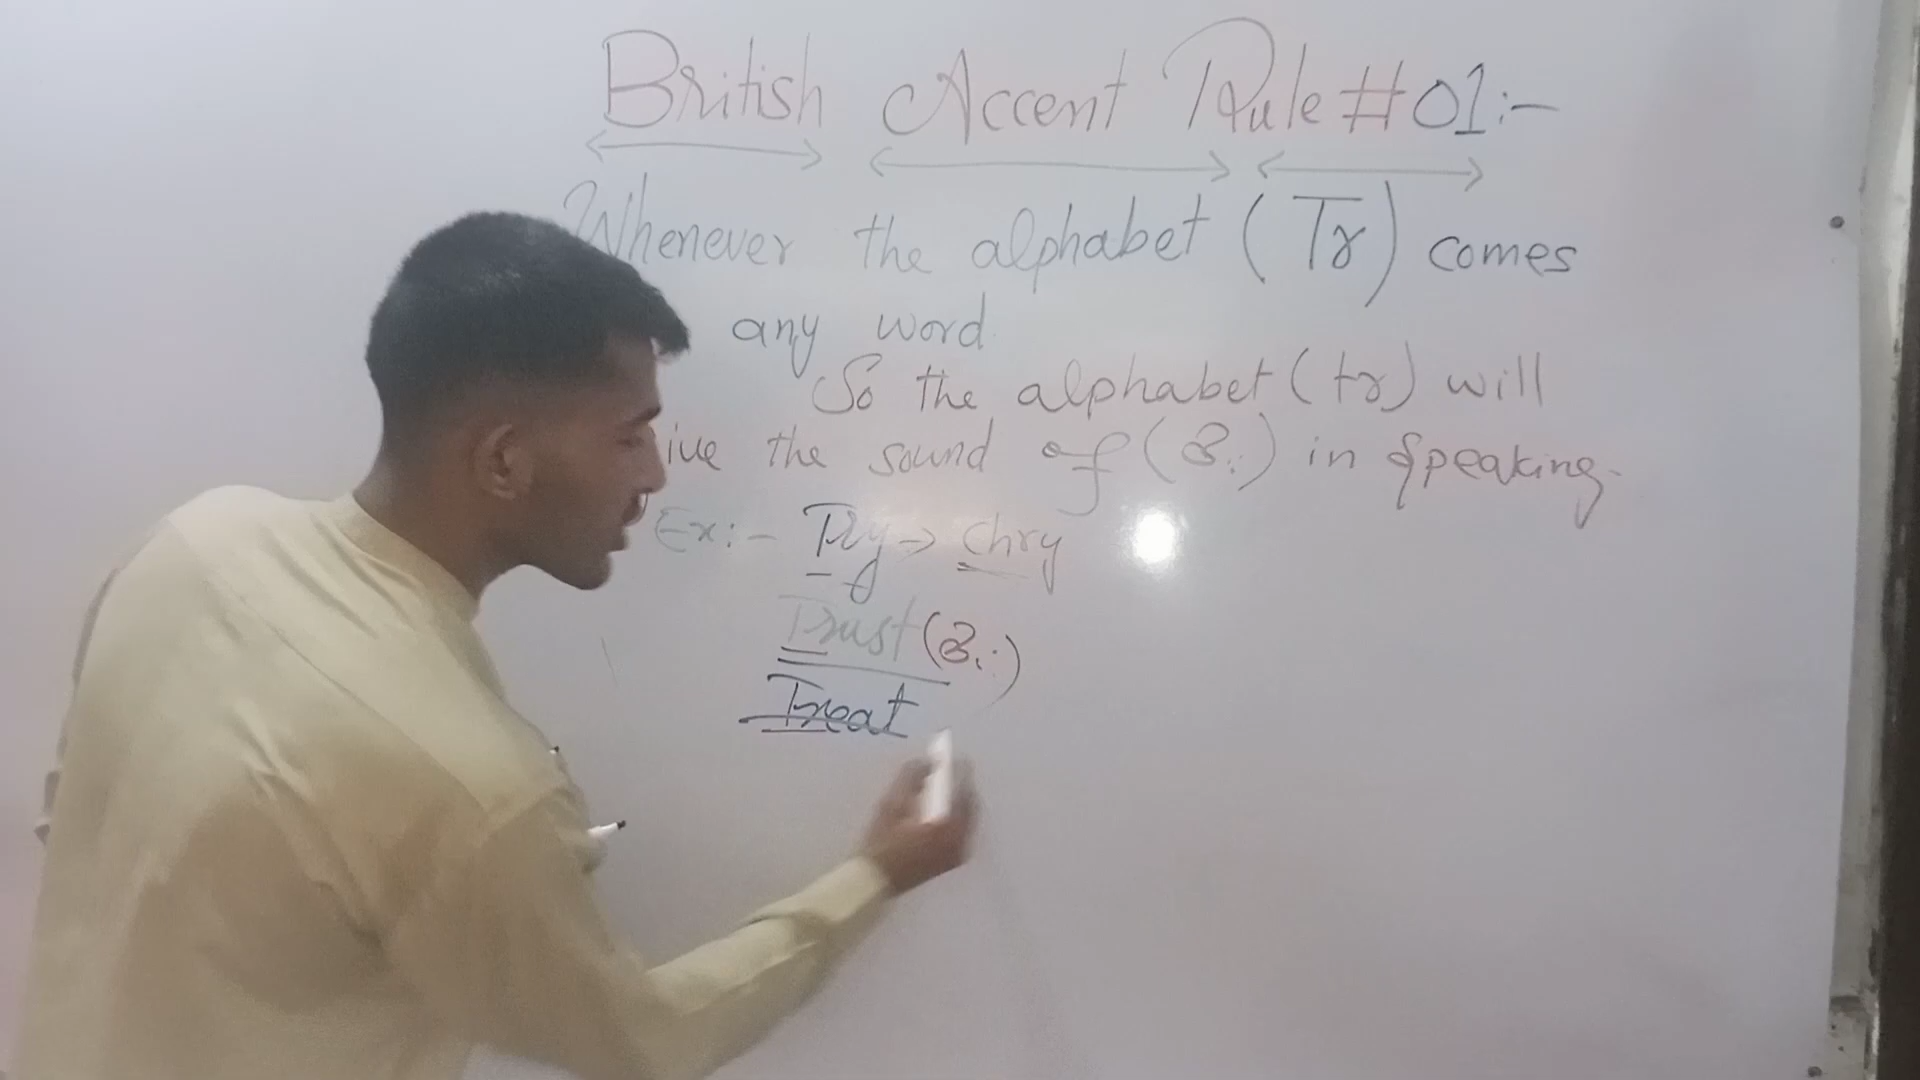 British Accent Rule #01:-
Whenever the alphabet (Tr) comes
any word
So the alphabet (tr) will
ive the sound of ( ) in speaking.
Ex:- Try → chry
Trust ( )
Treat